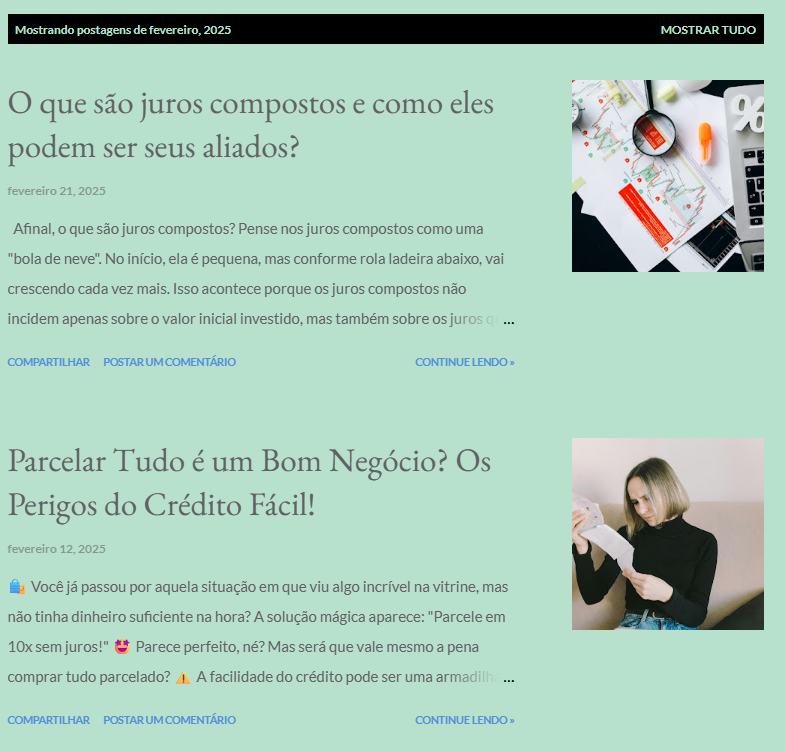 Mostrando postagens de fevereiro, 2025 MOSTRAR TUDO
O que são juros compostos e como eles
podem ser seus aliados?
fevereiro 21, 2025
Afinal, o que são juros compostos? Pense nos juros compostos como uma
"bola de neve". No início, ela é pequena, mas conforme rola ladeira abaixo, vai
crescendo cada vez mais. Isso acontece porque os juros compostos não
incidem apenas sobre o valor inicial investido, mas também sobre os juros ...
COMPARTILHAR POSTAR UM COMENTÁRIO CONTINUE LENDO »
%
Parcelar Tudo é um Bom Negócio? Os
Perigos do Crédito Fácil!
fevereiro 12, 2025
🛍️ Você já passou por aquela situação em que viu algo incrível na vitrine, mas
não tinha dinheiro suficiente na hora? A solução mágica aparece: "Parcele em
10x sem juros!" 🤩 Parece perfeito, né? Mas será que vale mesmo a pena
comprar tudo parcelado? ⚠️ A facilidade do crédito pode ser uma armadilha ...
COMPARTILHAR POSTAR UM COMENTÁRIO CONTINUE LENDO »